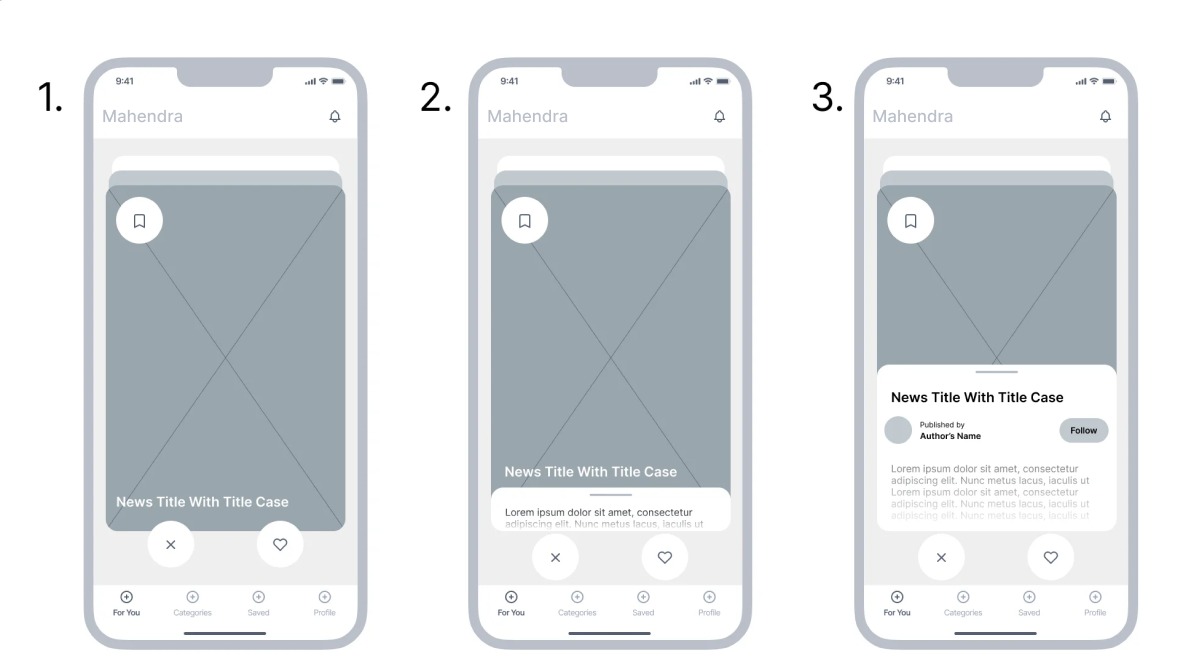 1.
9:41
Mahendra
News Title With Title Case
For You
Categories
Saved
Profile
2.
9:41
Mahendra
News Title With Title Case
Lorem ipsum dolor sit amet, consectetur
adipiscing elit. Nunc metus lacus, iaculis ut
For You
Categories
Saved
Profile
3.
9:41
Mahendra
News Title With Title Case
Published by
Author's Name
Follow
Lorem ipsum dolor sit amet, consectetur
adipiscing elit. Nunc metus lacus, iaculis ut
Lorem ipsum dolor sit amet, consectetur
adipiscing elit. Nunc metus lacus, iaculis ut
adipiscing elit. Nunc metus lacus, iaculis ut
For You
Categories
Saved
Profile